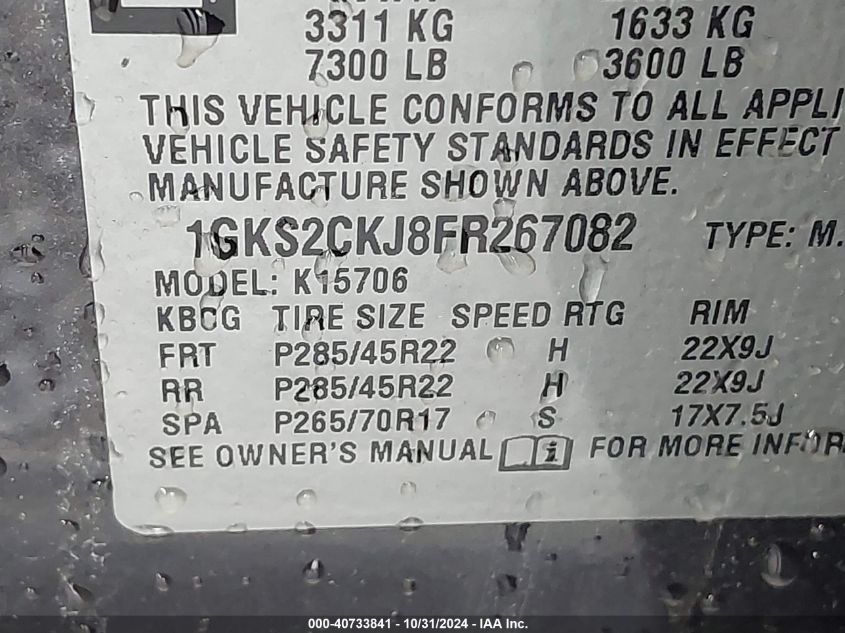 3311 KG 1633 KG
7300 LB 3600 LB
THIS VEHICLE CONFORMS TO ALL
VEHICLE SAFETY STANDARDS IN EFFECT
MANUFACTURE SHOWN ABOVE.
1GKS2CKJ8FR267082 TYPE: M.
MODEL: K15706
KBCG TIRE SIZE SPEED RTG RIM
FRT P285/45R22 H 22X9J
RR P285/45R22 H 22X9J
SPA P265/70R17 S 17X7.5J
SEE OWNER'S MANUAL i FOR MORE
000-40733841 - 10/31/2024 - IAA Inc.